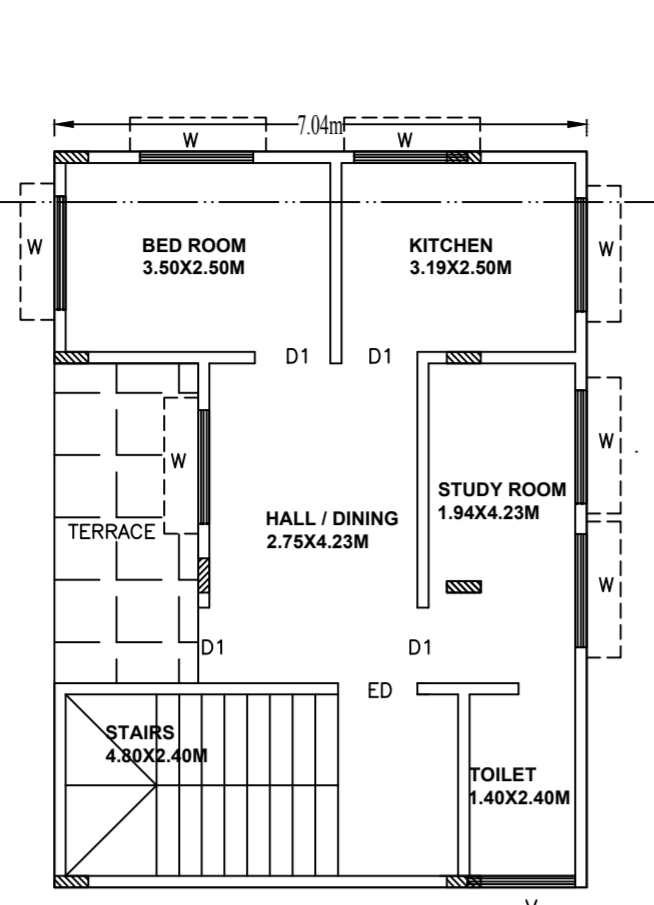 7.04m
W
W
W
BED ROOM
3.50X2.50M
KITCHEN
3.19X2.50M
W
D1
D1
W
W
STUDY ROOM
1.94X4.23M
HALL / DINING
2.75X4.23M
TERRACE
W
D1
D1
ED
STAIRS
4.80X2.40M
TOILET
1.40X2.40M